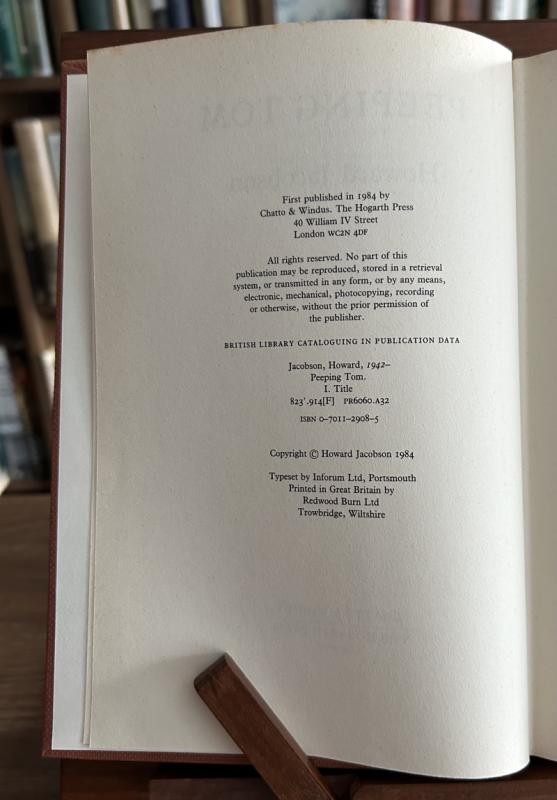 First published in 1984 by
Chatto & Windus. The Hogarth Press
40 William IV Street
London WC2N 4DF
All rights reserved. No part of this
publication may be reproduced, stored in a retrieval
system, or transmitted in any form, or by any means,
electronic, mechanical, photocopying, recording
or otherwise, without the prior permission of
the publisher.
BRITISH LIBRARY CATALOGUING IN PUBLICATION DATA
Jacobson, Howard, 1942–
Peeping Tom.
I. Title
823'.914[F] PR6060.A32
ISBN 0–7011–2908–5
Copyright © Howard Jacobson 1984
Typeset by Inforum Ltd, Portsmouth
Printed in Great Britain by
Redwood Burn Ltd
Trowbridge, Wiltshire